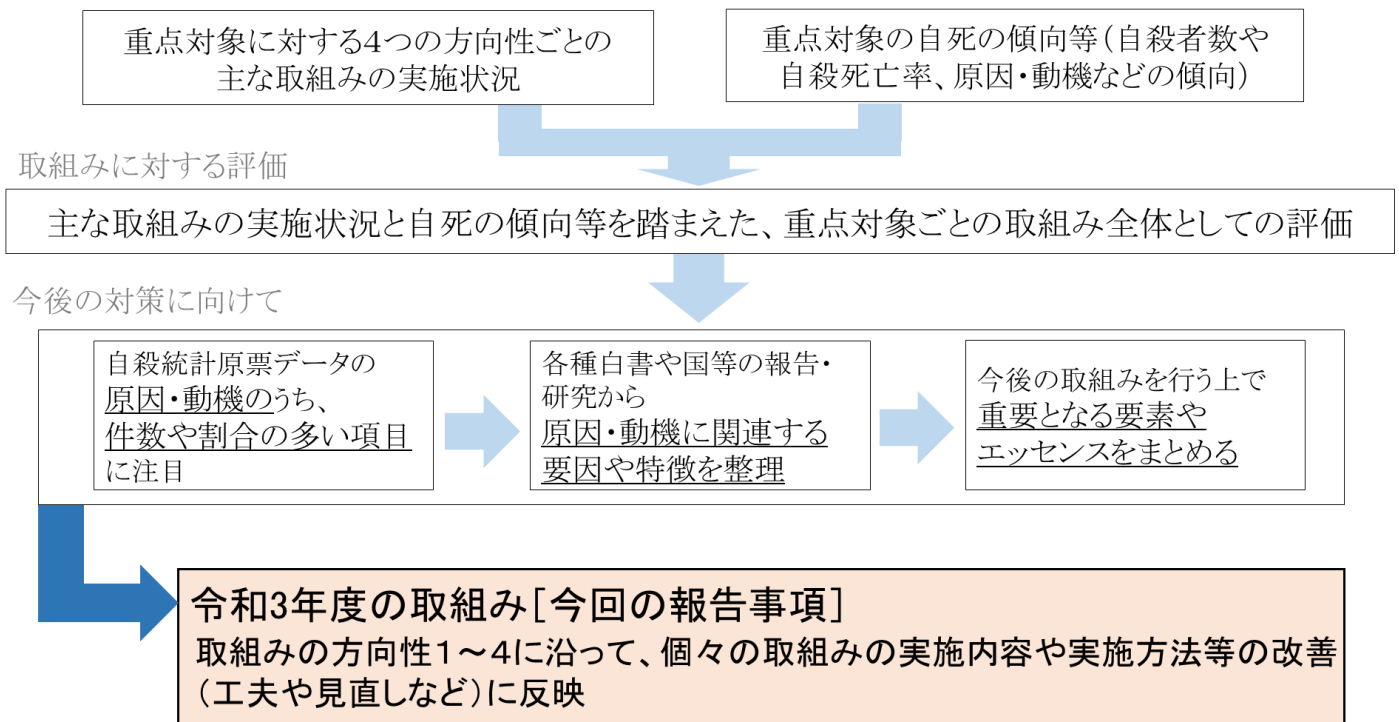 重点対象に対する4つの方向性ごとの
主な取組みの実施状況
重点対象の自死の傾向等(自殺者数や
自殺死亡率、原因・動機などの傾向)
取組みに対する評価
主な取組みの実施状況と自死の傾向等を踏まえた、重点対象ごとの取組み全体としての評価
今後の対策に向けて
自殺統計原票データの
原因・動機のうち、
件数や割合の多い項目
に注目
各種白書や国等の報告・
研究から
原因・動機に関連する
要因や特徴を整理
今後の取組みを行う上で
重要となる要素や
エッセンスをまとめる
令和3年度の取組み[今回の報告事項]
取組みの方向性1~4に沿って、個々の取組みの実施内容や実施方法等の改善
(工夫や見直しなど)に反映